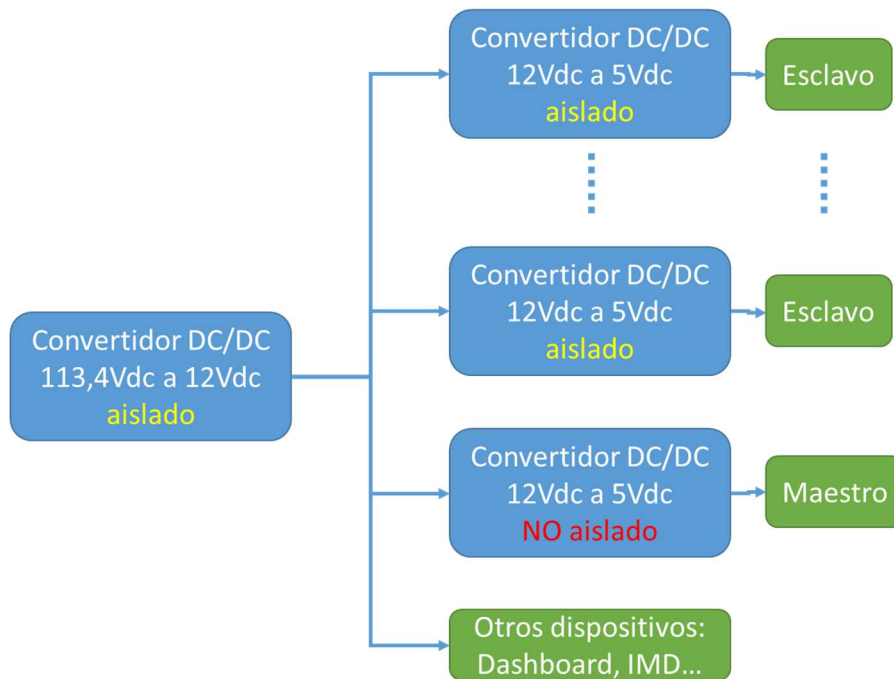 Convertidor DC/DC
12Vdc a 5Vdc
aislado
Esclavo
Convertidor DC/DC
12Vdc a 5Vdc
aislado
Esclavo
Convertidor DC/DC
113,4Vdc a 12Vdc
aislado
Convertidor DC/DC
12Vdc a 5Vdc
NO aislado
Maestro
Otros dispositivos:
Dashboard, IMD...